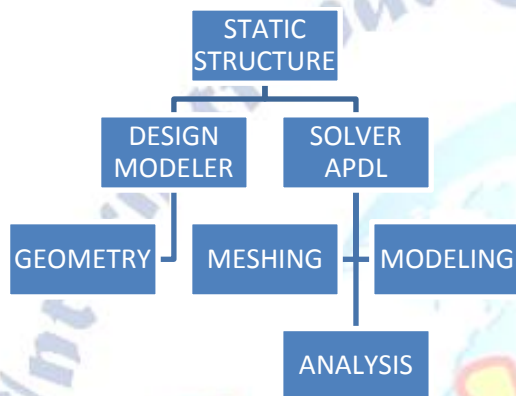 STATIC
STRUCTURE
DESIGN
MODELER
SOLVER
APDL
GEOMETRY
MESHING
MODELING
ANALYSIS